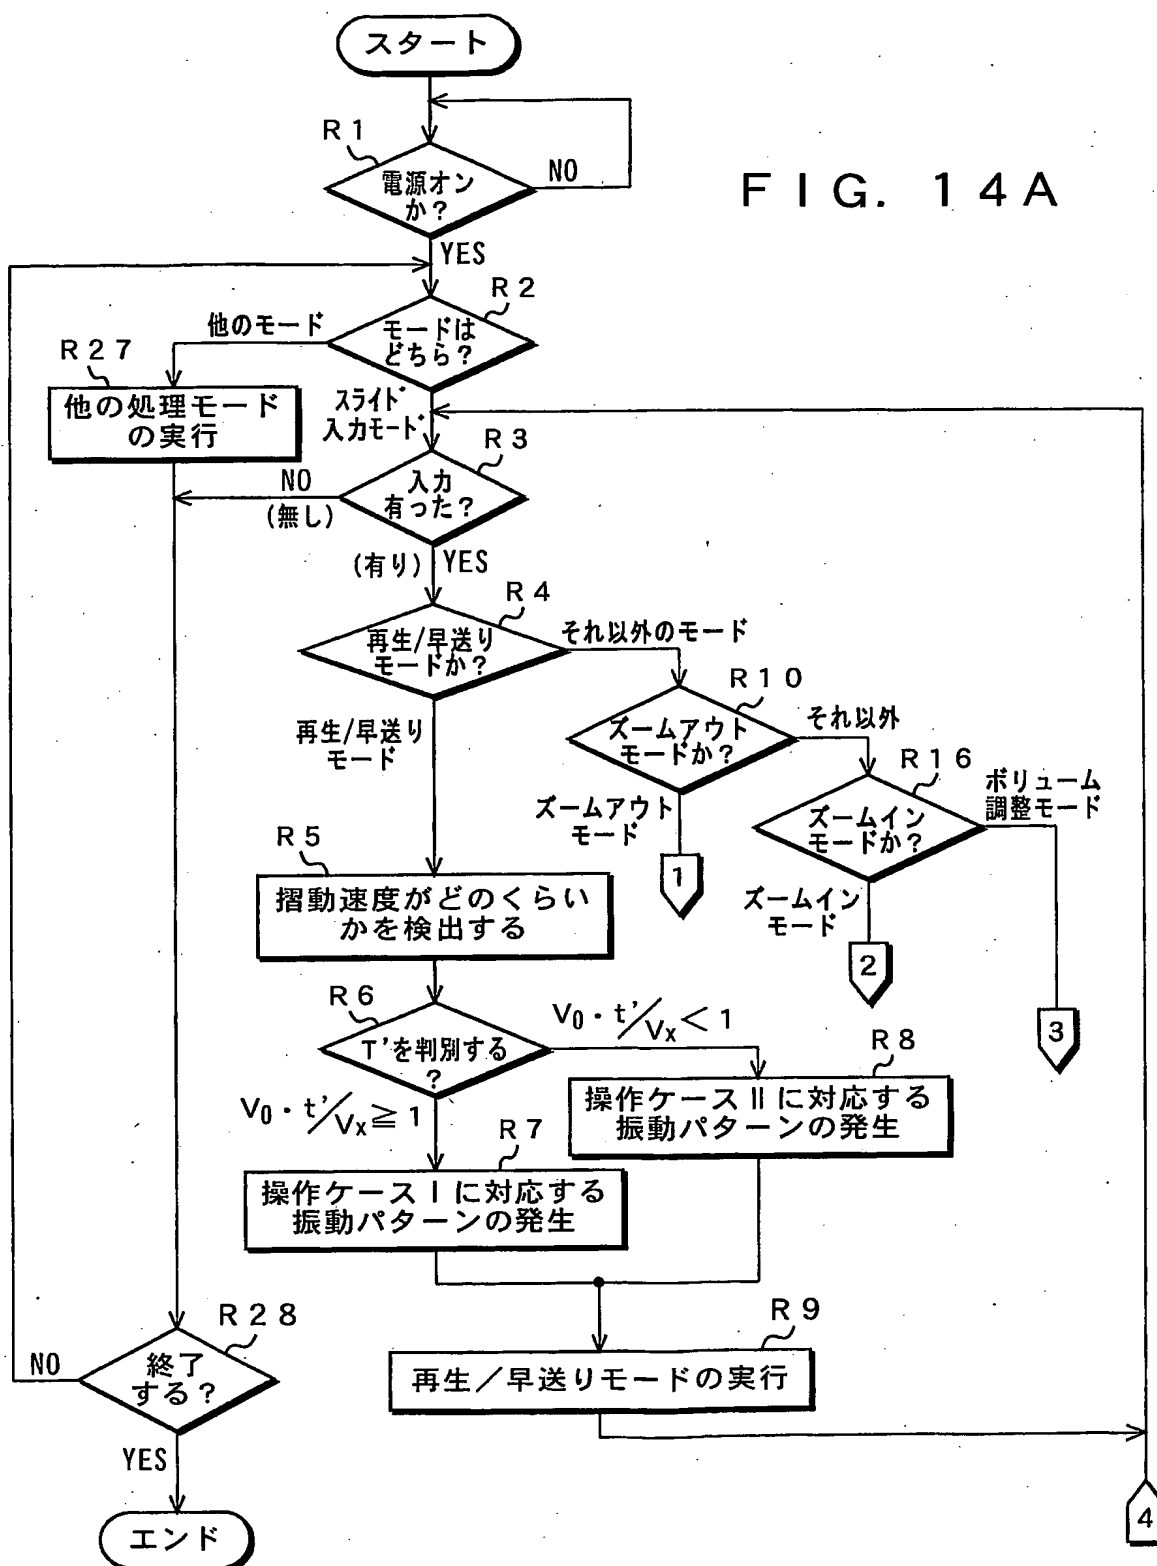 スタート
R1
電源オン
か？
NO
FIG. 14A
YES
R2
他のモード
モードは
どちら？
R27
他の処理モード
の実行
スライド
入力モード
R3
NO
(無し)
入力
有った？
(有り) YES
R4
再生/早送り
モードか？
それ以外のモード
R10
再生/早送り
モード
ズームアウト
モードか？
それ以外
R16
ボリューム
調整モード
ズームアウト
モード
ズームイン
モードか？
R5
1
摺動速度がどのくらい
かを検出する
ズームイン
モード
2
R6
V₀・t'/Vₓ＜1
3
T'を判別する
？
R8
操作ケースⅡに対応する
振動パターンの発生
V₀・t'/Vₓ≧1
R7
操作ケースⅠに対応する
振動パターンの発生
R28
R9
NO
終了
する？
再生／早送りモードの実行
YES
4
エンド